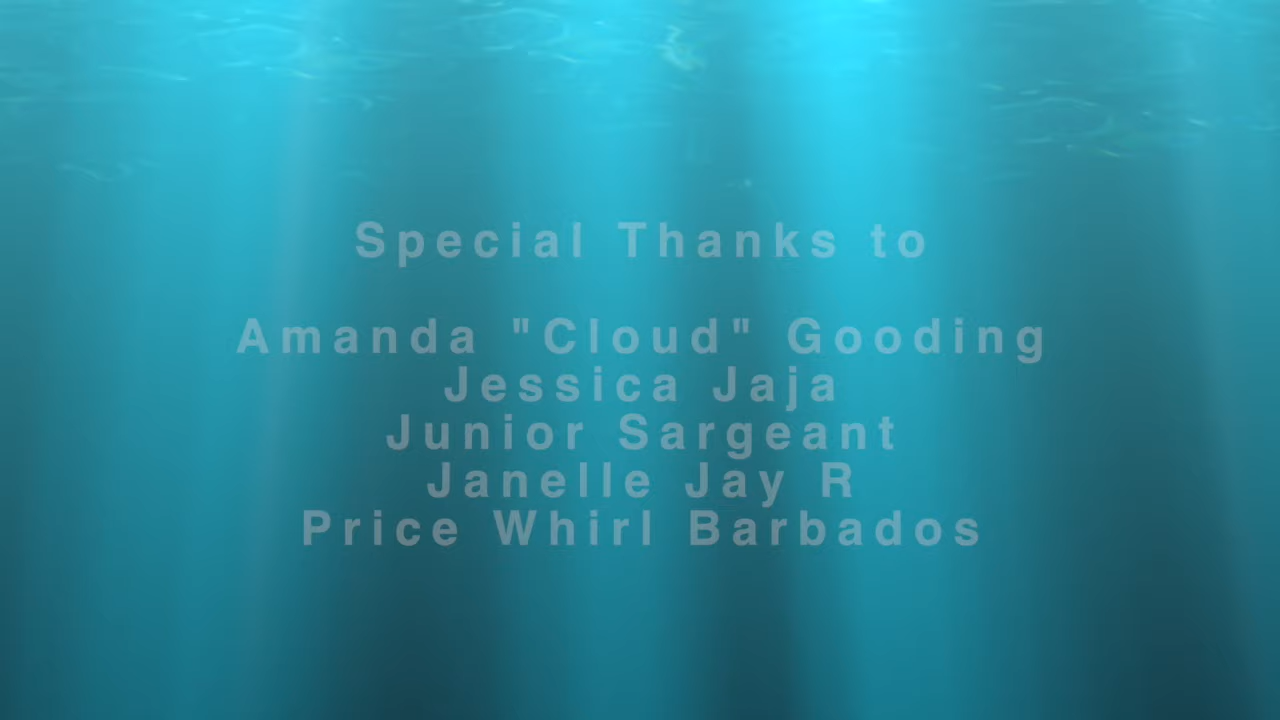 Special Thanks to
Amanda "Cloud" Gooding
Jessica Jaja
Junior Sargeant
Janelle Jay R
Price Whirl Barbados